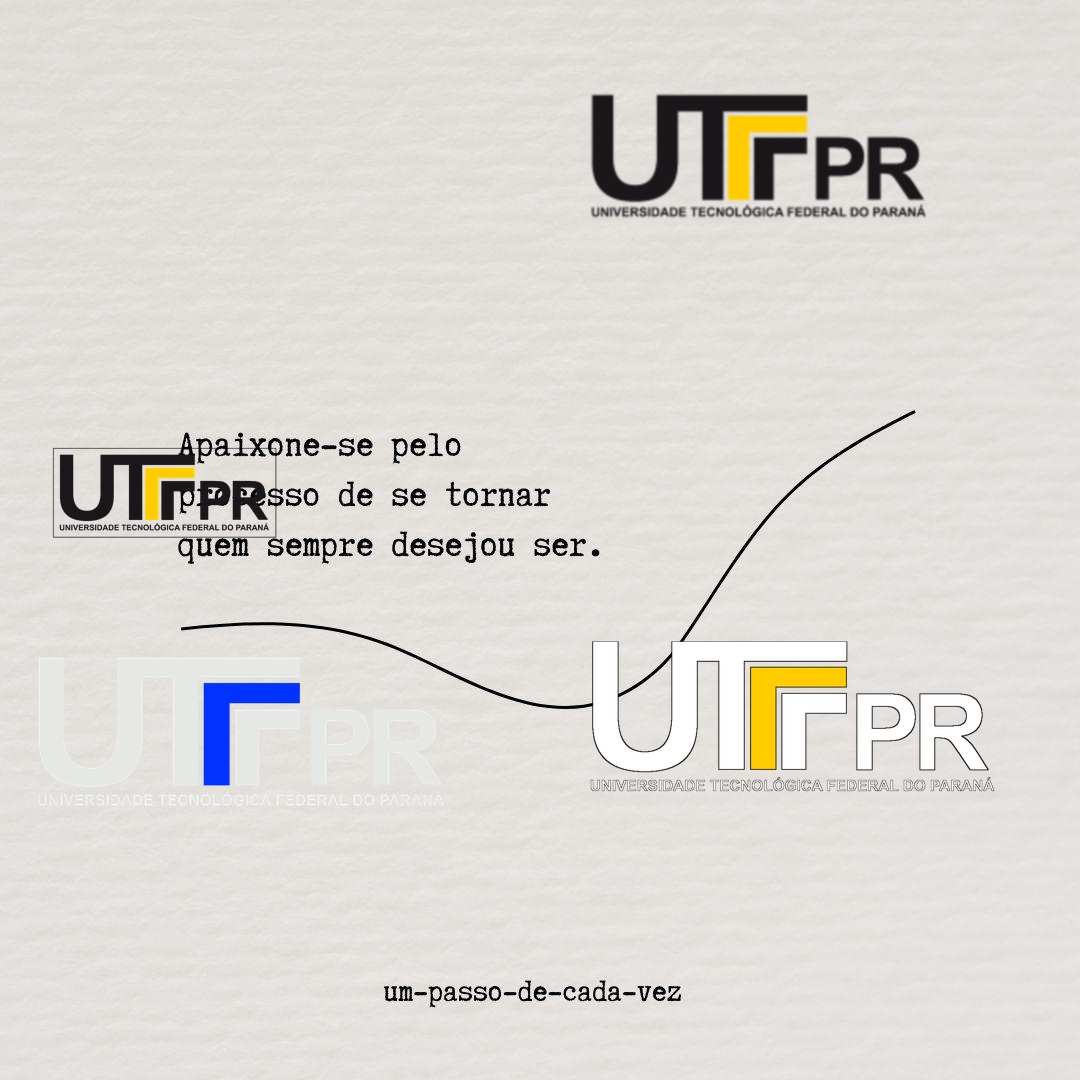 UTFPR
UNIVERSIDADE TECNOLÓGICA FEDERAL DO PARANÁ
Apaixone-se pelo
processo de se tornar
quem sempre desejou ser.
UTFPR
UNIVERSIDADE TECNOLÓGICA FEDERAL DO PARANÁ
UTFPR
UNIVERSIDADE TECNOLÓGICA FEDERAL DO PARANÁ
UTFPR
UNIVERSIDADE TECNOLÓGICA FEDERAL DO PARANÁ
um-passo-de-cada-vez